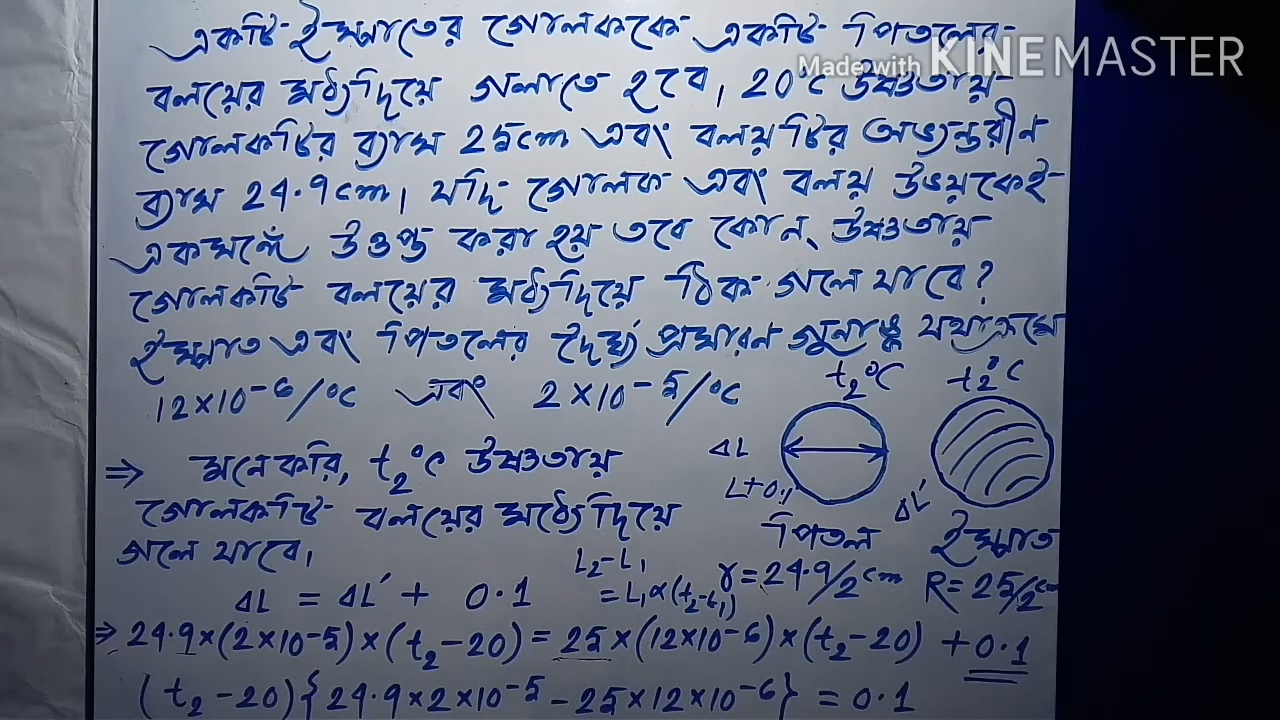 একটি ইস্পাতের গোলককে একটি পিতলের
Made with KINEMASTER
বলয়ের মধ্যদিয়ে গলাতে হবে, 20°C উষ্ণতায়
গোলকটির ব্যাস 25cm এবং বলয়টির অভ্যন্তরীন
ব্যাস 24.9cm, যদি গোলক এবং বলয় উভয়কেই
একসঙ্গে উত্তপ্ত করা হয় তবে কোন্ উষ্ণতায়
গোলকটি বলয়ের মধ্যদিয়ে ঠিক গলে যাবে?
ইস্পাত এবং পিতলের দৈর্ঘ্য প্রসারণ গুনাঙ্ক যথাক্রমে
12×10⁻⁶/°C এবং 2×10⁻⁵/°C
t₂°C t₂°C
⇒ মনেকরি, t₂°C উষ্ণতায়
ΔL
L+0.1
ΔL'
গোলকটি বলয়ের মধ্যেদিয়ে
গলে যাবে।
পিতল ইস্পাত
L₂-L₁
= L₁α(t₂-t₁)
r=24.9/2cm R=25/2cm
ΔL = ΔL' + 0.1
⇒ 24.9×(2×10⁻⁵)×(t₂-20) = 25×(12×10⁻⁶)×(t₂-20) + 0.1
(t₂-20){24.9×2×10⁻⁵-25×12×10⁻⁶} = 0.1